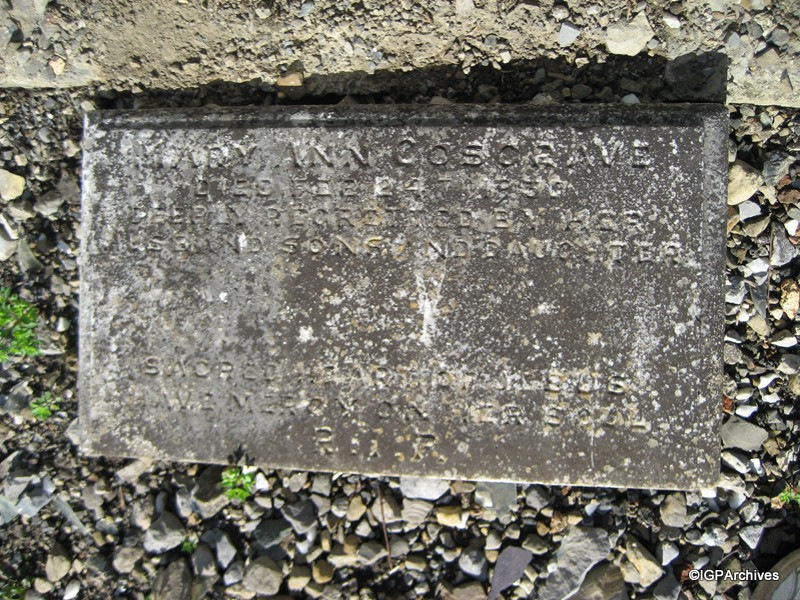 MARY ANN COSGRAVE
DIED FEB 24TH 1950
DEEPLY REGRETTED BY HER
HUSBAND SONS AND DAUGHTER
SACRED HEART OF JESUS
HAVE MERCY ON HER SOUL
R.I.P.
©IGPArchives